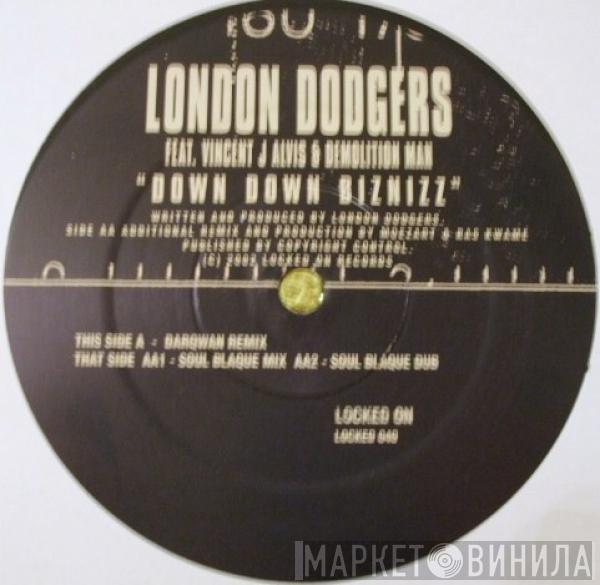 LONDON DODGERS
FEAT. VINCENT J ALVIS & DEMOLITION MAN
"DOWN DOWN BIZNIZZ"
WRITTEN AND PRODUCED BY LONDON DODGERS
SIDE AA ADDITIONAL REMIX AND PRODUCTION BY MOEZART & RAS KWAME
PUBLISHED BY COPYRIGHT CONTROL
(C) 2002 LOCKED ON RECORDS
THIS SIDE A - DARQWAN REMIX
THAT SIDE AA1 - SOUL BLAQUE MIX AA2 - SOUL BLAQUE DUB
LOCKED ON
LOCKED 040
МАРКЕТ ВИНИЛА